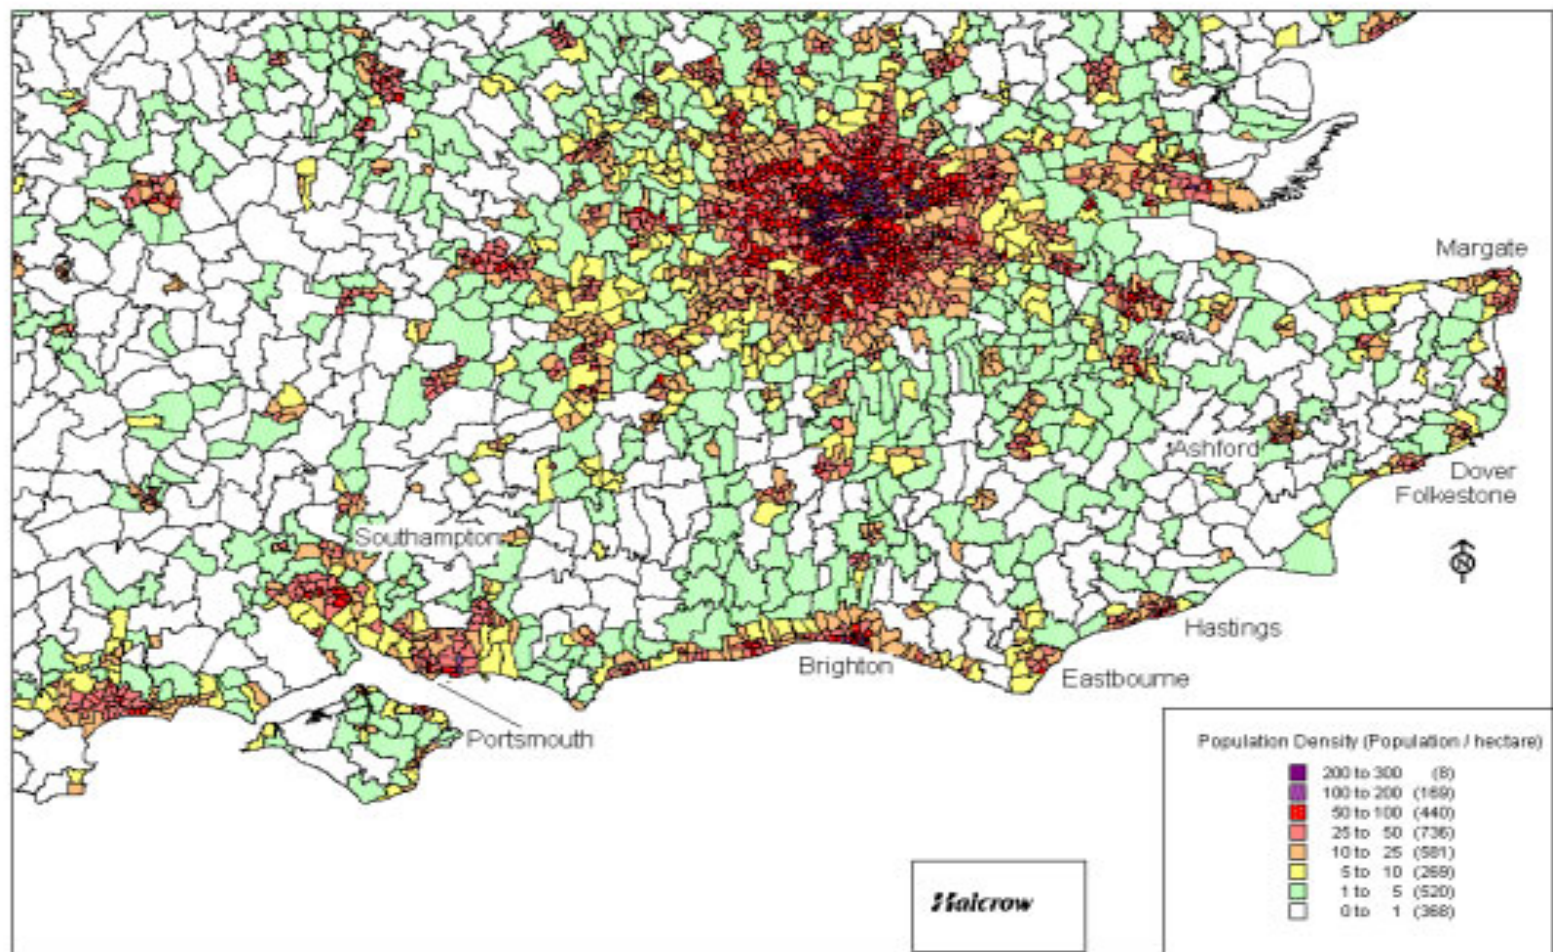 Margate
Ashford
Dover
Folkestone
Southampton
N
Hastings
Brighton
Eastbourne
Portsmouth
Population Density (Population / hectare)
200 to 300 (8)
100 to 200 (169)
50 to 100 (440)
25 to 50 (736)
10 to 25 (581)
5 to 10 (269)
1 to 5 (520)
0 to 1 (368)
Halcrow